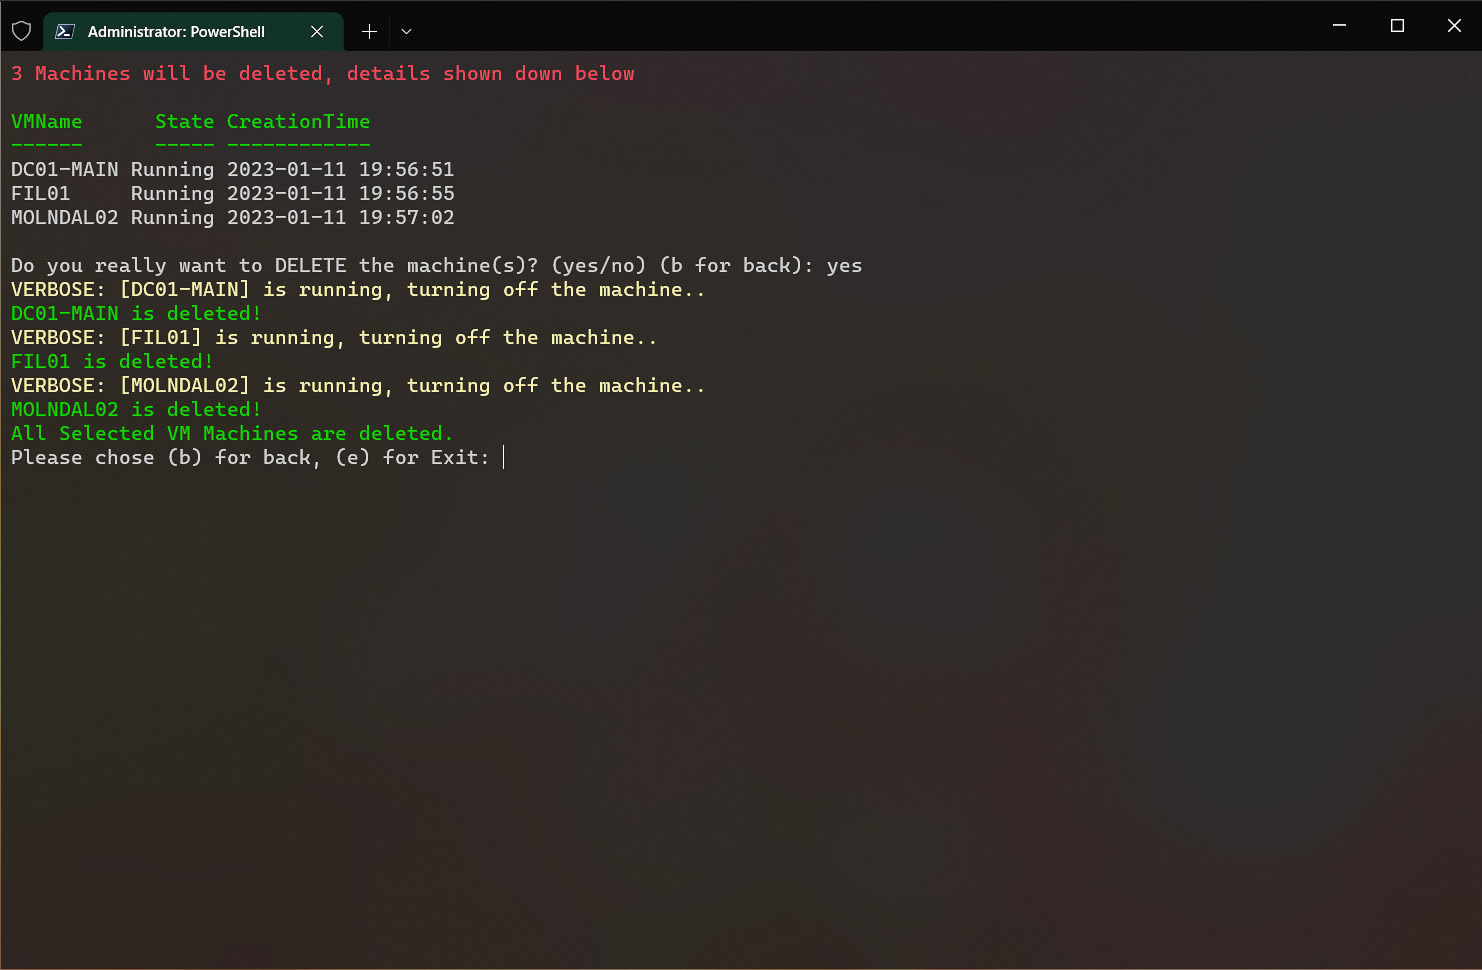 Administrator: PowerShell
3 Machines will be deleted, details shown down below
VMName      State CreationTime
------      ----- ------------
DC01-MAIN Running 2023-01-11 19:56:51
FIL01     Running 2023-01-11 19:56:55
MOLNDAL02 Running 2023-01-11 19:57:02
Do you really want to DELETE the machine(s)? (yes/no) (b for back): yes
VERBOSE: [DC01-MAIN] is running, turning off the machine..
DC01-MAIN is deleted!
VERBOSE: [FIL01] is running, turning off the machine..
FIL01 is deleted!
VERBOSE: [MOLNDAL02] is running, turning off the machine..
MOLNDAL02 is deleted!
All Selected VM Machines are deleted.
Please chose (b) for back, (e) for Exit: